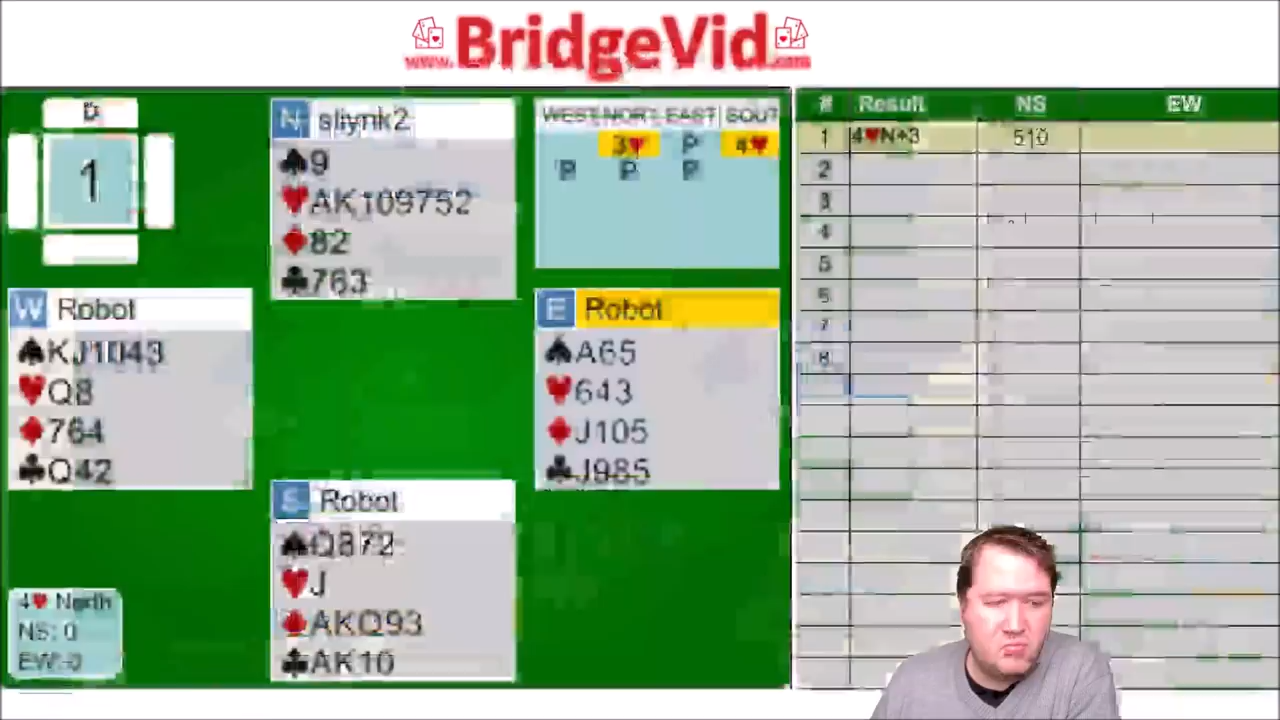 www.BridgeVid.com
D
1
N sliynk2
♠9
♥AK109752
♦82
♣763
WEST NORT EAST SOUT
3♥ P 4♥
P P P
W Robot
♠KJ1043
♥Q8
♦764
♣Q42
E Robot
♠A65
♥643
♦J105
♣J985
S Robot
♠Q872
♥J
♦AKQ93
♣AK10
4♥ North
NS: 0
EW: 0
# Result NS EW
1 4♥N+3 510
2
3
4
5
6
7
8